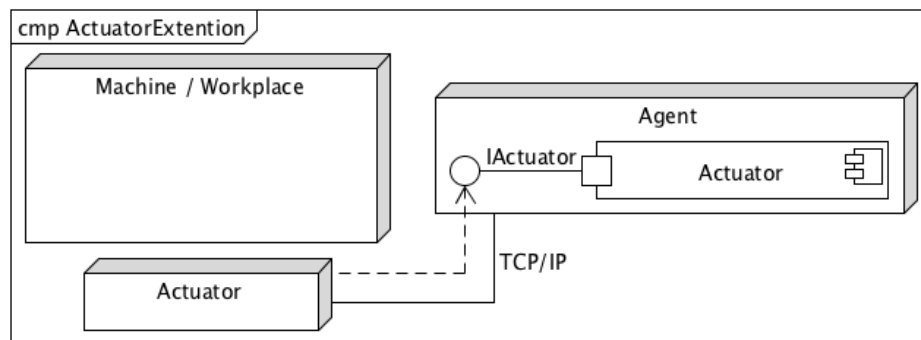 cmp ActuatorExtention
Machine / Workplace
Agent
IActuator
Actuator
TCP/IP
Actuator